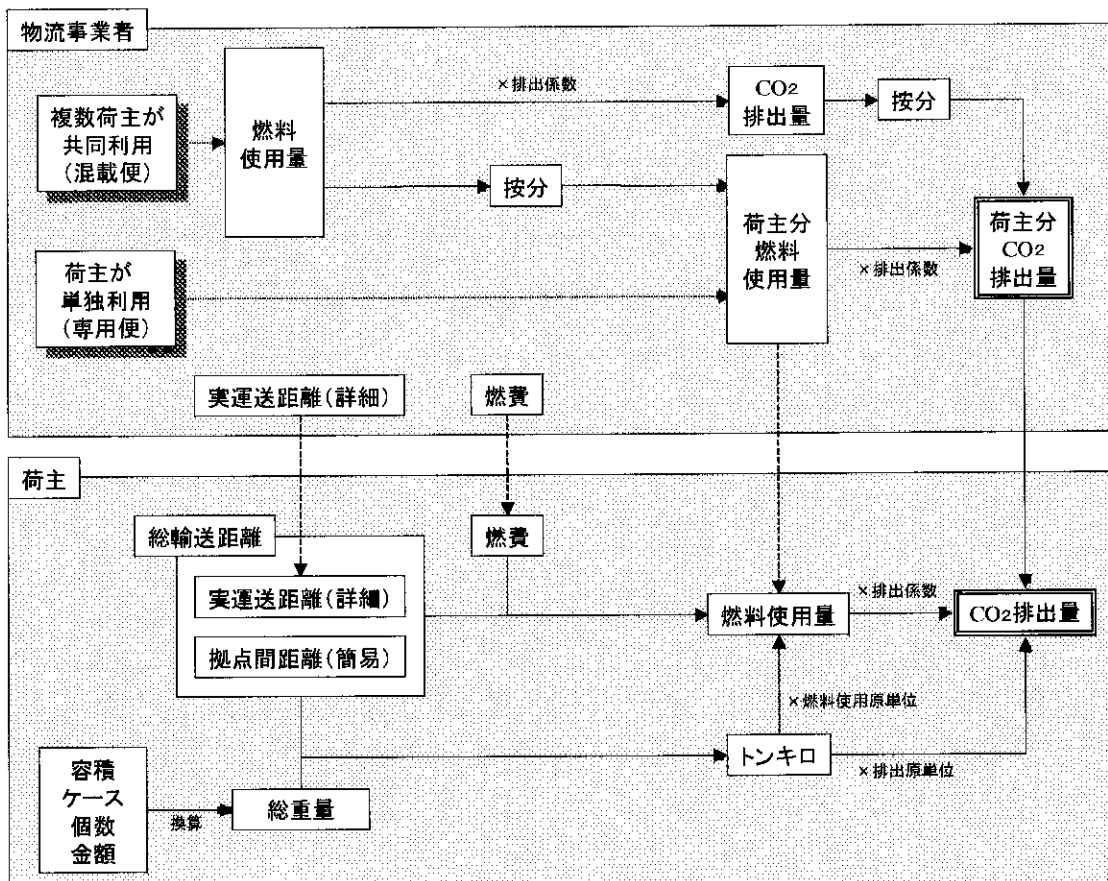 物流事業者
複数荷主が
共同利用
(混載便)
燃料
使用量
×排出係数
CO2
排出量
按分
按分
荷主分
燃料
使用量
×排出係数
荷主分
CO2
排出量
荷主が
単独利用
(専用便)
実運送距離(詳細)
燃費
荷主
総輸送距離
燃費
実運送距離(詳細)
拠点間距離(簡易)
燃料使用量
×排出係数
CO2排出量
×燃料使用原単位
トンキロ
×排出原単位
容積
ケース
個数
金額
換算
総重量